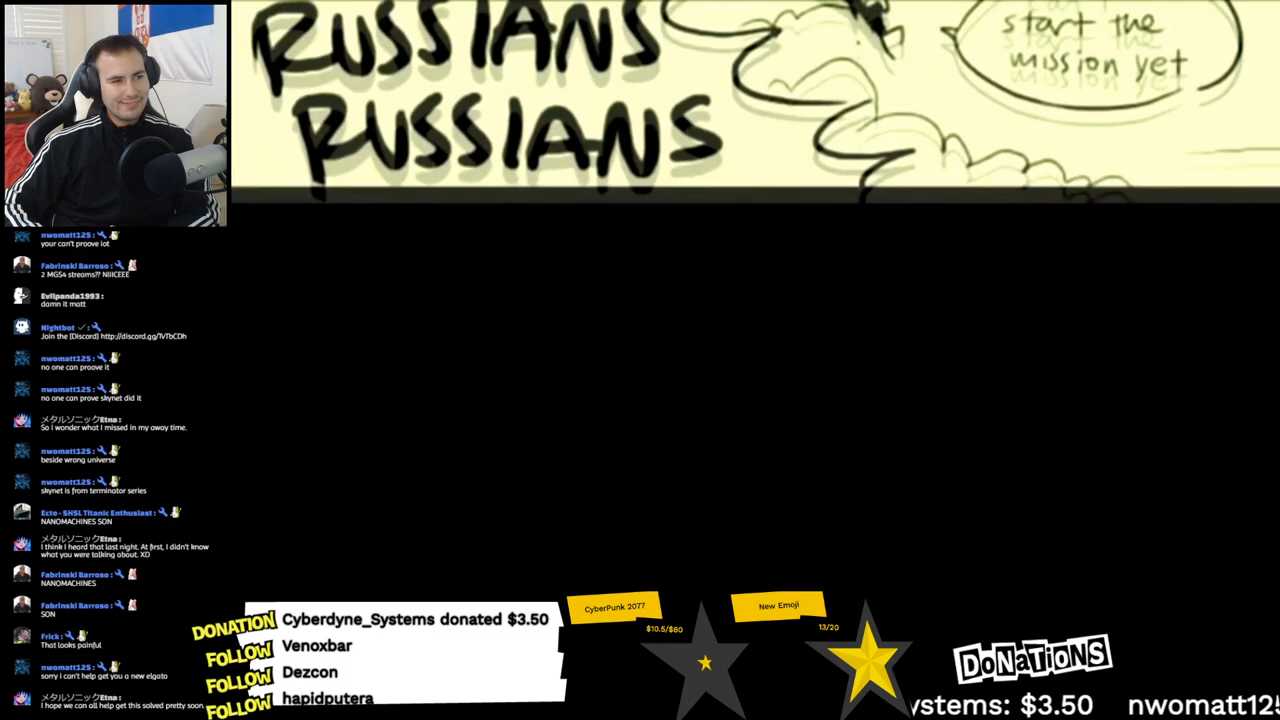 RUSSIANS
RUSSIANS
start the
mission yet
nwomatt125 :
your can't proove iot
Fabrinski Barroso :
2 MGS4 streams?? NIIICEEE
Evilpanda1993 :
damn it matt
Nightbot ✓ :
Join the [Discord] http://discord.gg/TvTbCDh
nwomatt125 :
no one can proove it
nwomatt125 :
no one can prove skynet did it
メタルソニックEtna :
So I wonder what I missed in my away time.
nwomatt125 :
beside wrong universe
nwomatt125 :
skynet is from terminator series
Ecto - SHSL Titanic Enthusiast :
NANOMACHINES SON
メタルソニックEtna :
I think I heard that last night. At first, I didn't know
what you were talking about. XD
Fabrinski Barroso :
NANOMACHINES
Fabrinski Barroso :
SON
Frick :
That looks painful
nwomatt125 :
sorry i can't help get you a new elgato
メタルソニックEtna :
I hope we can all help get this solved pretty soon.
DONATION Cyberdyne_Systems donated $3.50
FOLLOW Venoxbar
FOLLOW Dezcon
FOLLOW hapidputera
CyberPunk 2077
$10.5/$80
New Emoji
13/20
DONATIONS
ystems: $3.50 nwomatt125